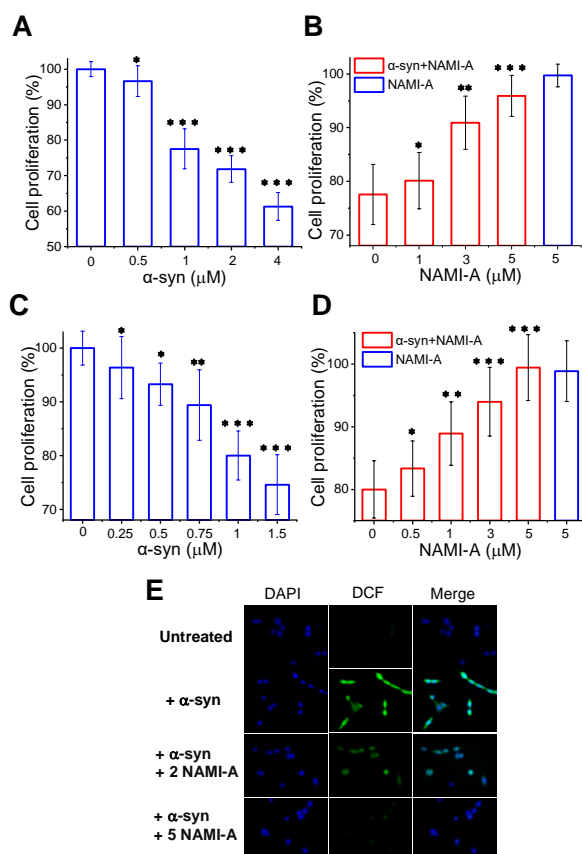 A
Cell proliferation (%)
100
90
80
70
60
50
* * * * * * * * * *
0 0.5 1 2 4
α-syn (μM)
B
Cell proliferation (%)
100
90
80
70
α-syn+NAMI-A
NAMI-A
* ** * * *
0 1 3 5 5
NAMI-A (μM)
C
Cell proliferation (%)
100
90
80
70
* * ** * * * * * *
0 0.25 0.5 0.75 1 1.5
α-syn (μM)
D
Cell proliferation (%)
100
90
80
α-syn+NAMI-A
NAMI-A
* * * * * * * * *
0 0.5 1 3 5 5
NAMI-A (μM)
E
DAPI DCF Merge
Untreated
+ α-syn
+ α-syn
+ 2 NAMI-A
+ α-syn
+ 5 NAMI-A